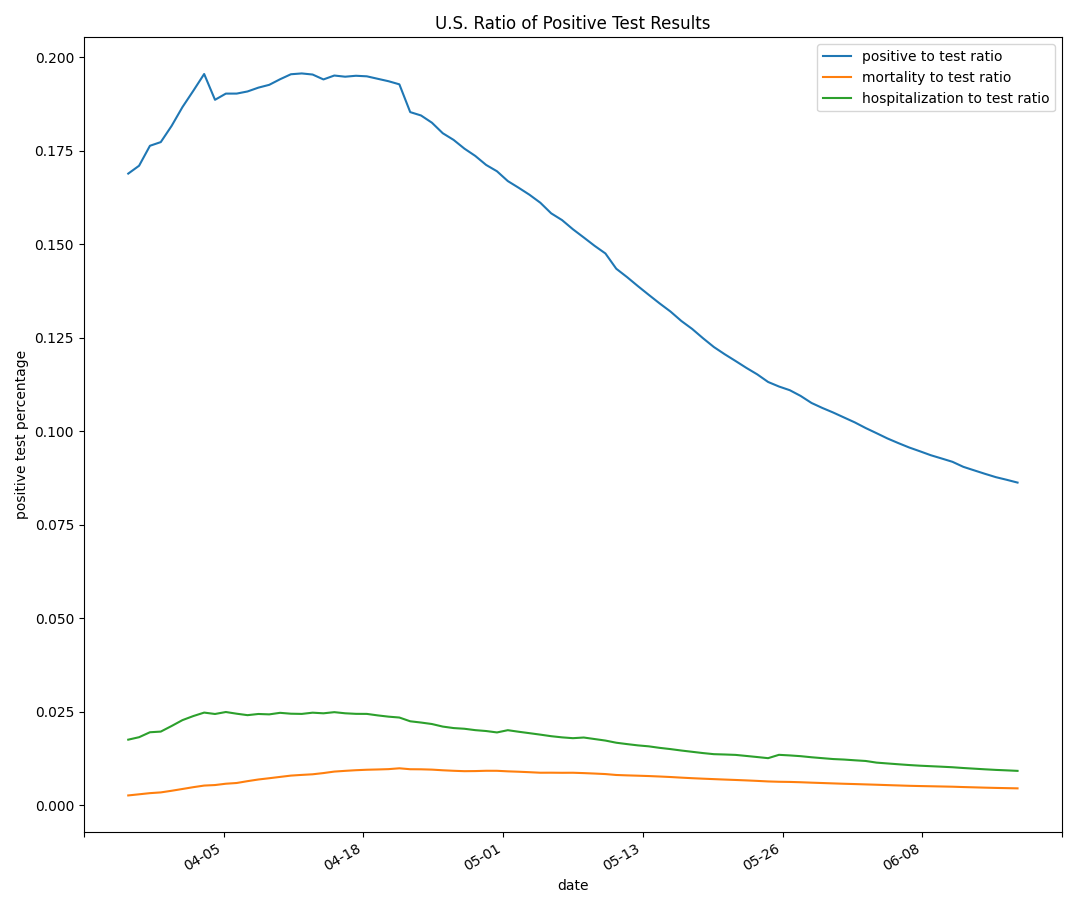 U.S. Ratio of Positive Test Results
positive to test ratio
mortality to test ratio
hospitalization to test ratio
positive test percentage
0.200
0.175
0.150
0.125
0.100
0.075
0.050
0.025
0.000
04-05
04-18
05-01
05-13
05-26
06-08
date